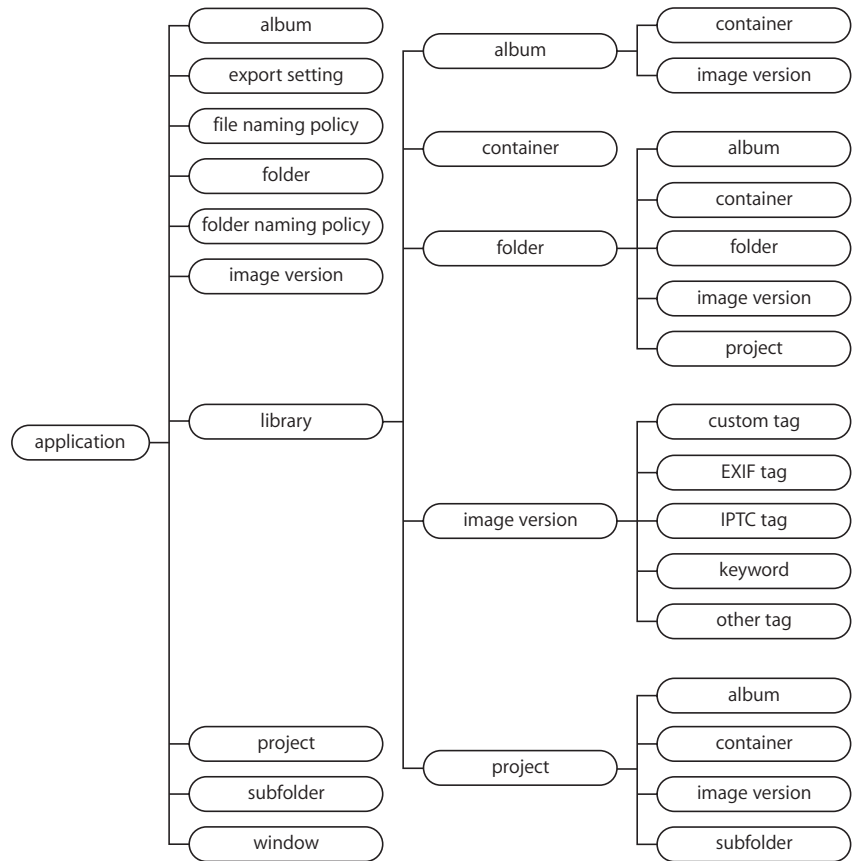 application
album
export setting
file naming policy
folder
folder naming policy
image version
library
project
subfolder
window
album
container
folder
image version
project
container
image version
album
container
folder
image version
project
custom tag
EXIF tag
IPTC tag
keyword
other tag
album
container
image version
subfolder